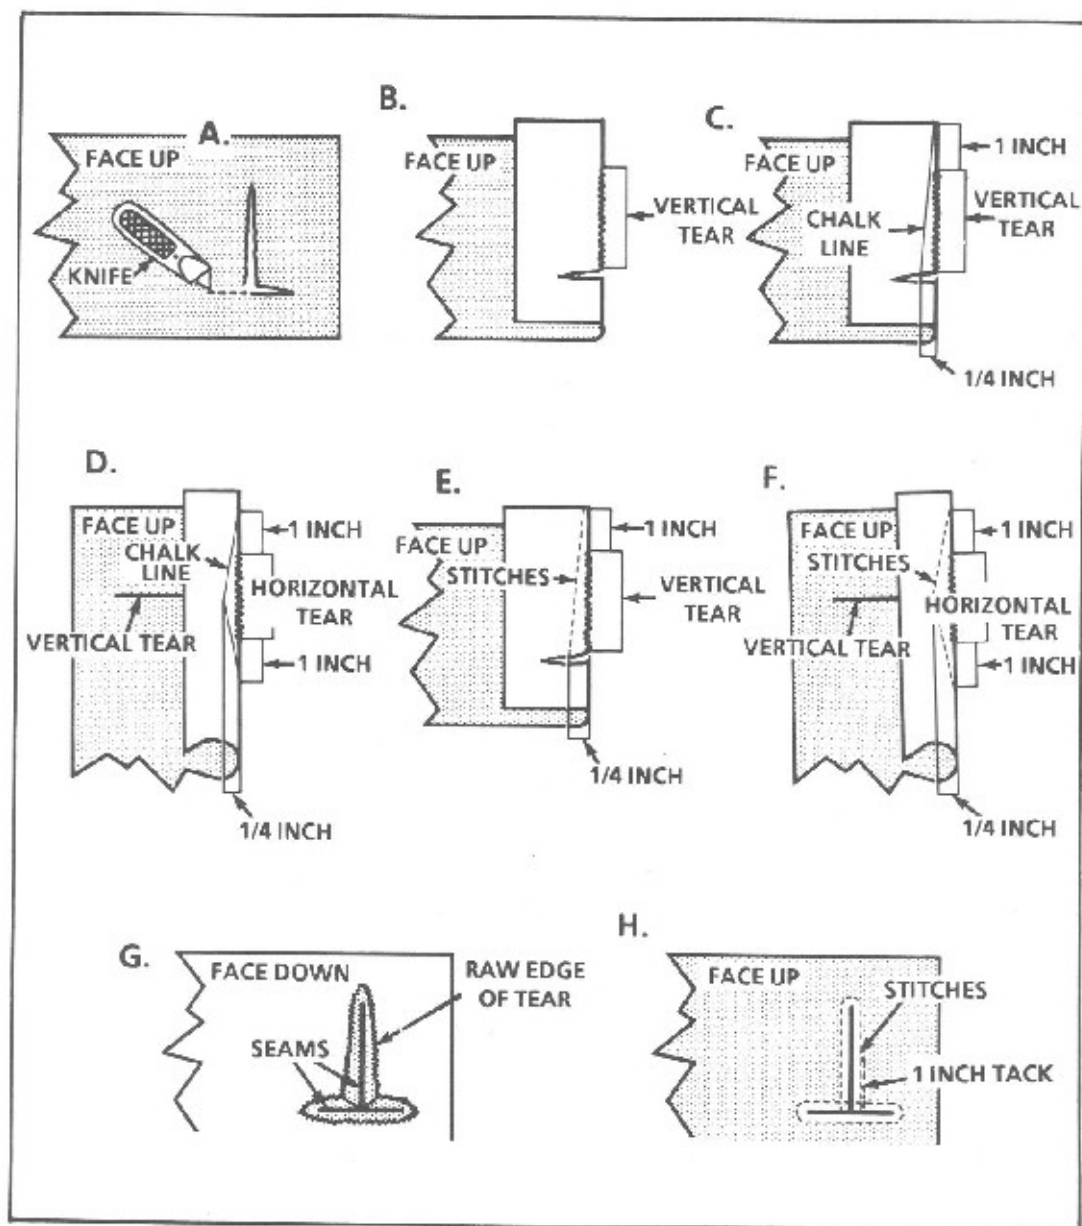 A.
FACE UP
KNIFE
B.
FACE UP
VERTICAL
TEAR
C.
FACE UP
1 INCH
VERTICAL
TEAR
CHALK
LINE
1/4 INCH
D.
FACE UP
1 INCH
CHALK
LINE
HORIZONTAL
TEAR
VERTICAL TEAR
1 INCH
1/4 INCH
E.
FACE UP
1 INCH
STITCHES
VERTICAL
TEAR
1/4 INCH
F.
FACE UP
1 INCH
STITCHES
HORIZONTAL
TEAR
VERTICAL TEAR
1 INCH
1/4 INCH
G.
FACE DOWN
RAW EDGE
OF TEAR
SEAMS
H.
FACE UP
STITCHES
1 INCH TACK